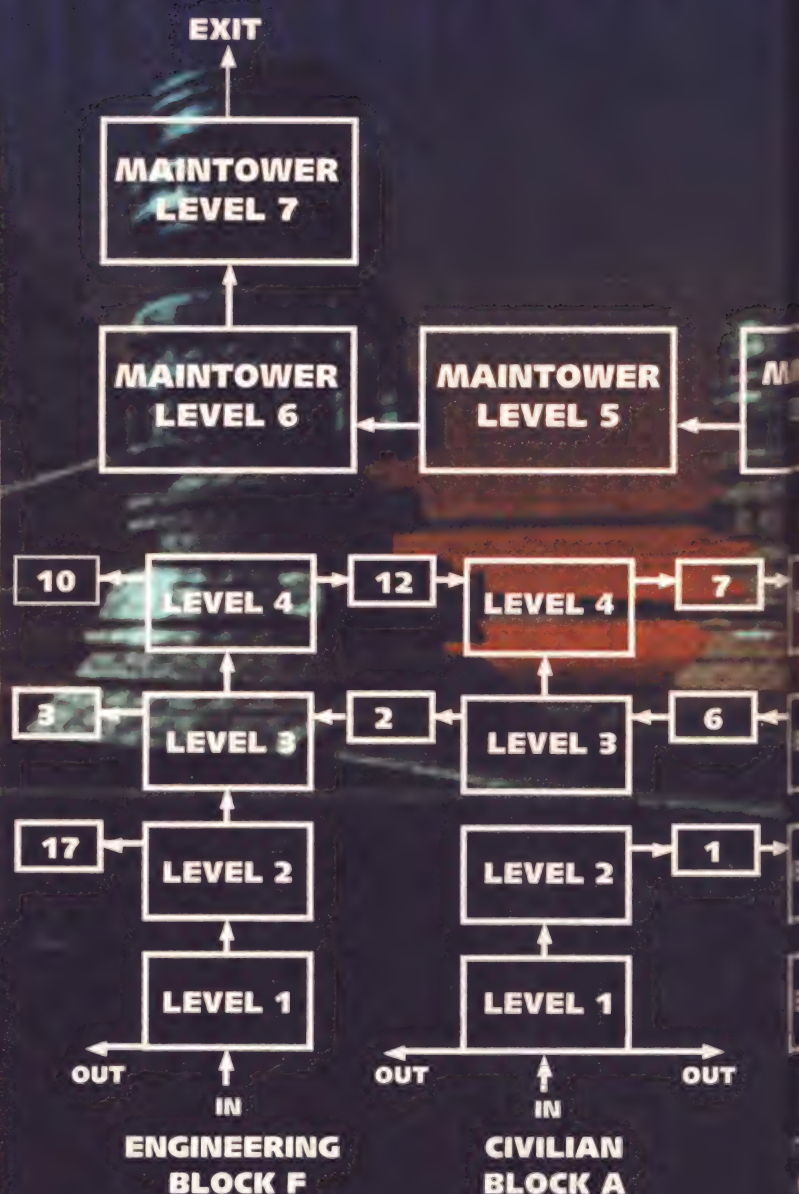 EXIT
MAINTOWER
LEVEL 7
MAINTOWER
LEVEL 6
MAINTOWER
LEVEL 5
10
LEVEL 4
12
LEVEL 4
7
3
LEVEL 3
2
LEVEL 3
6
17
LEVEL 2
LEVEL 2
1
LEVEL 1
LEVEL 1
OUT
OUT
OUT
IN
IN
ENGINEERING
BLOCK F
CIVILIAN
BLOCK A